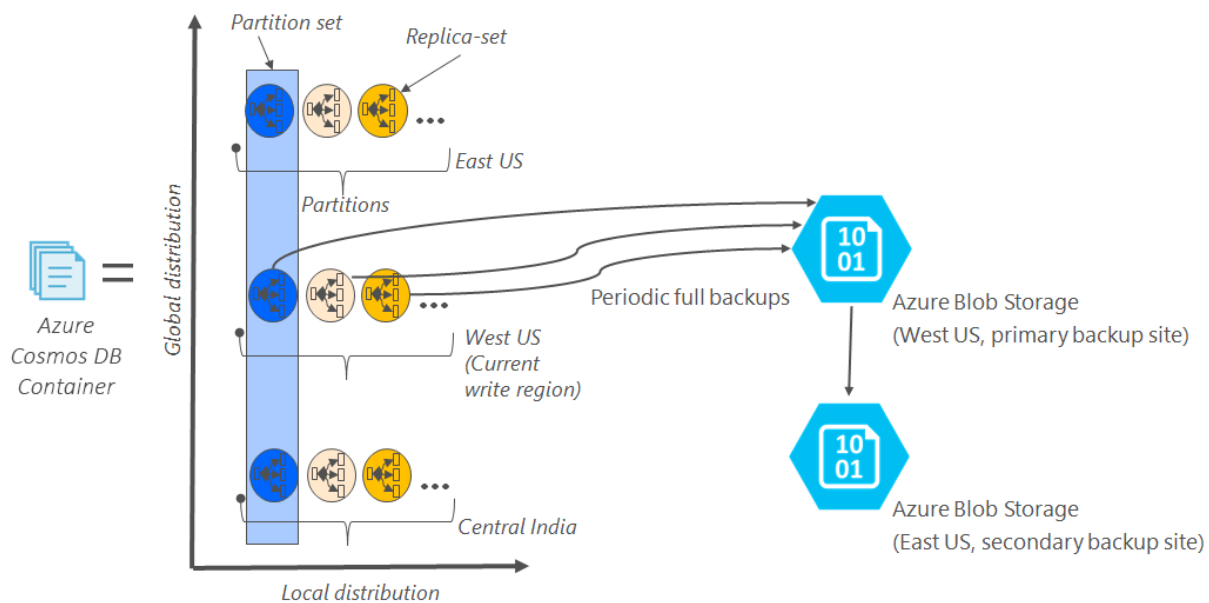 Partition set
Replica-set
East US
Partitions
Global distribution
Azure
Cosmos DB
Container
=
Periodic full backups
10
01
Azure Blob Storage
(West US, primary backup site)
West US
(Current
write region)
10
01
Azure Blob Storage
(East US, secondary backup site)
Central India
Local distribution